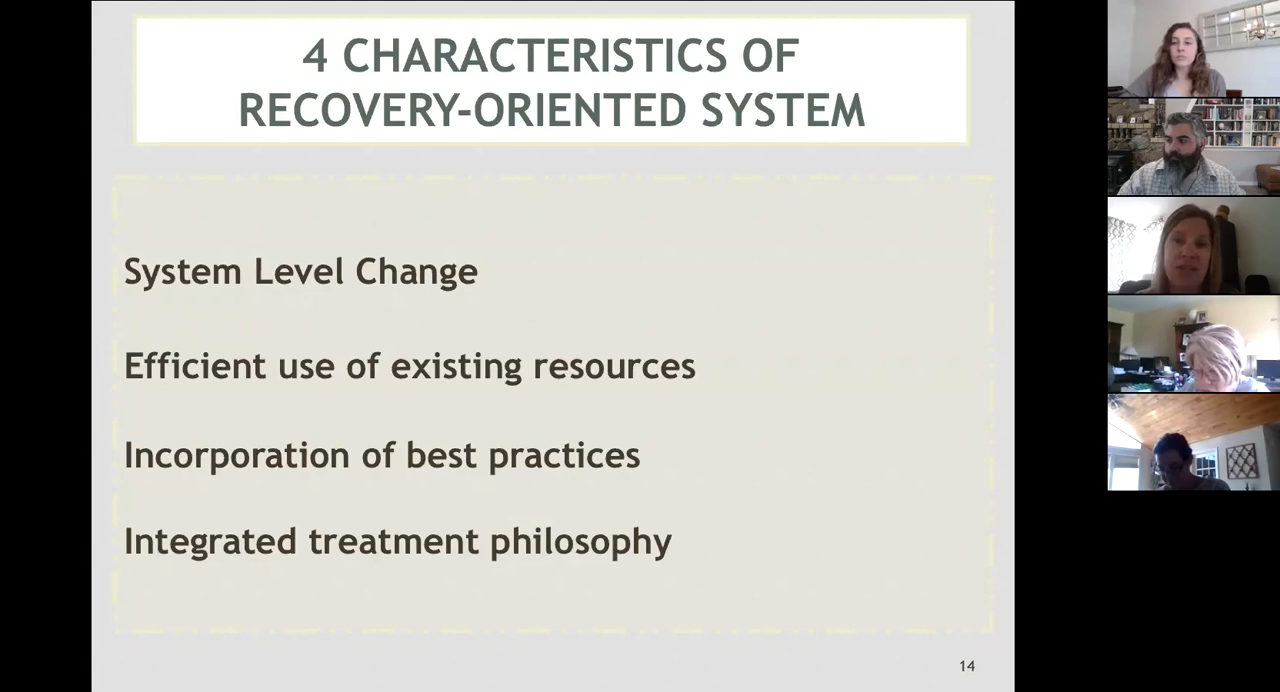 4 CHARACTERISTICS OF
RECOVERY-ORIENTED SYSTEM
System Level Change
Efficient use of existing resources
Incorporation of best practices
Integrated treatment philosophy
14